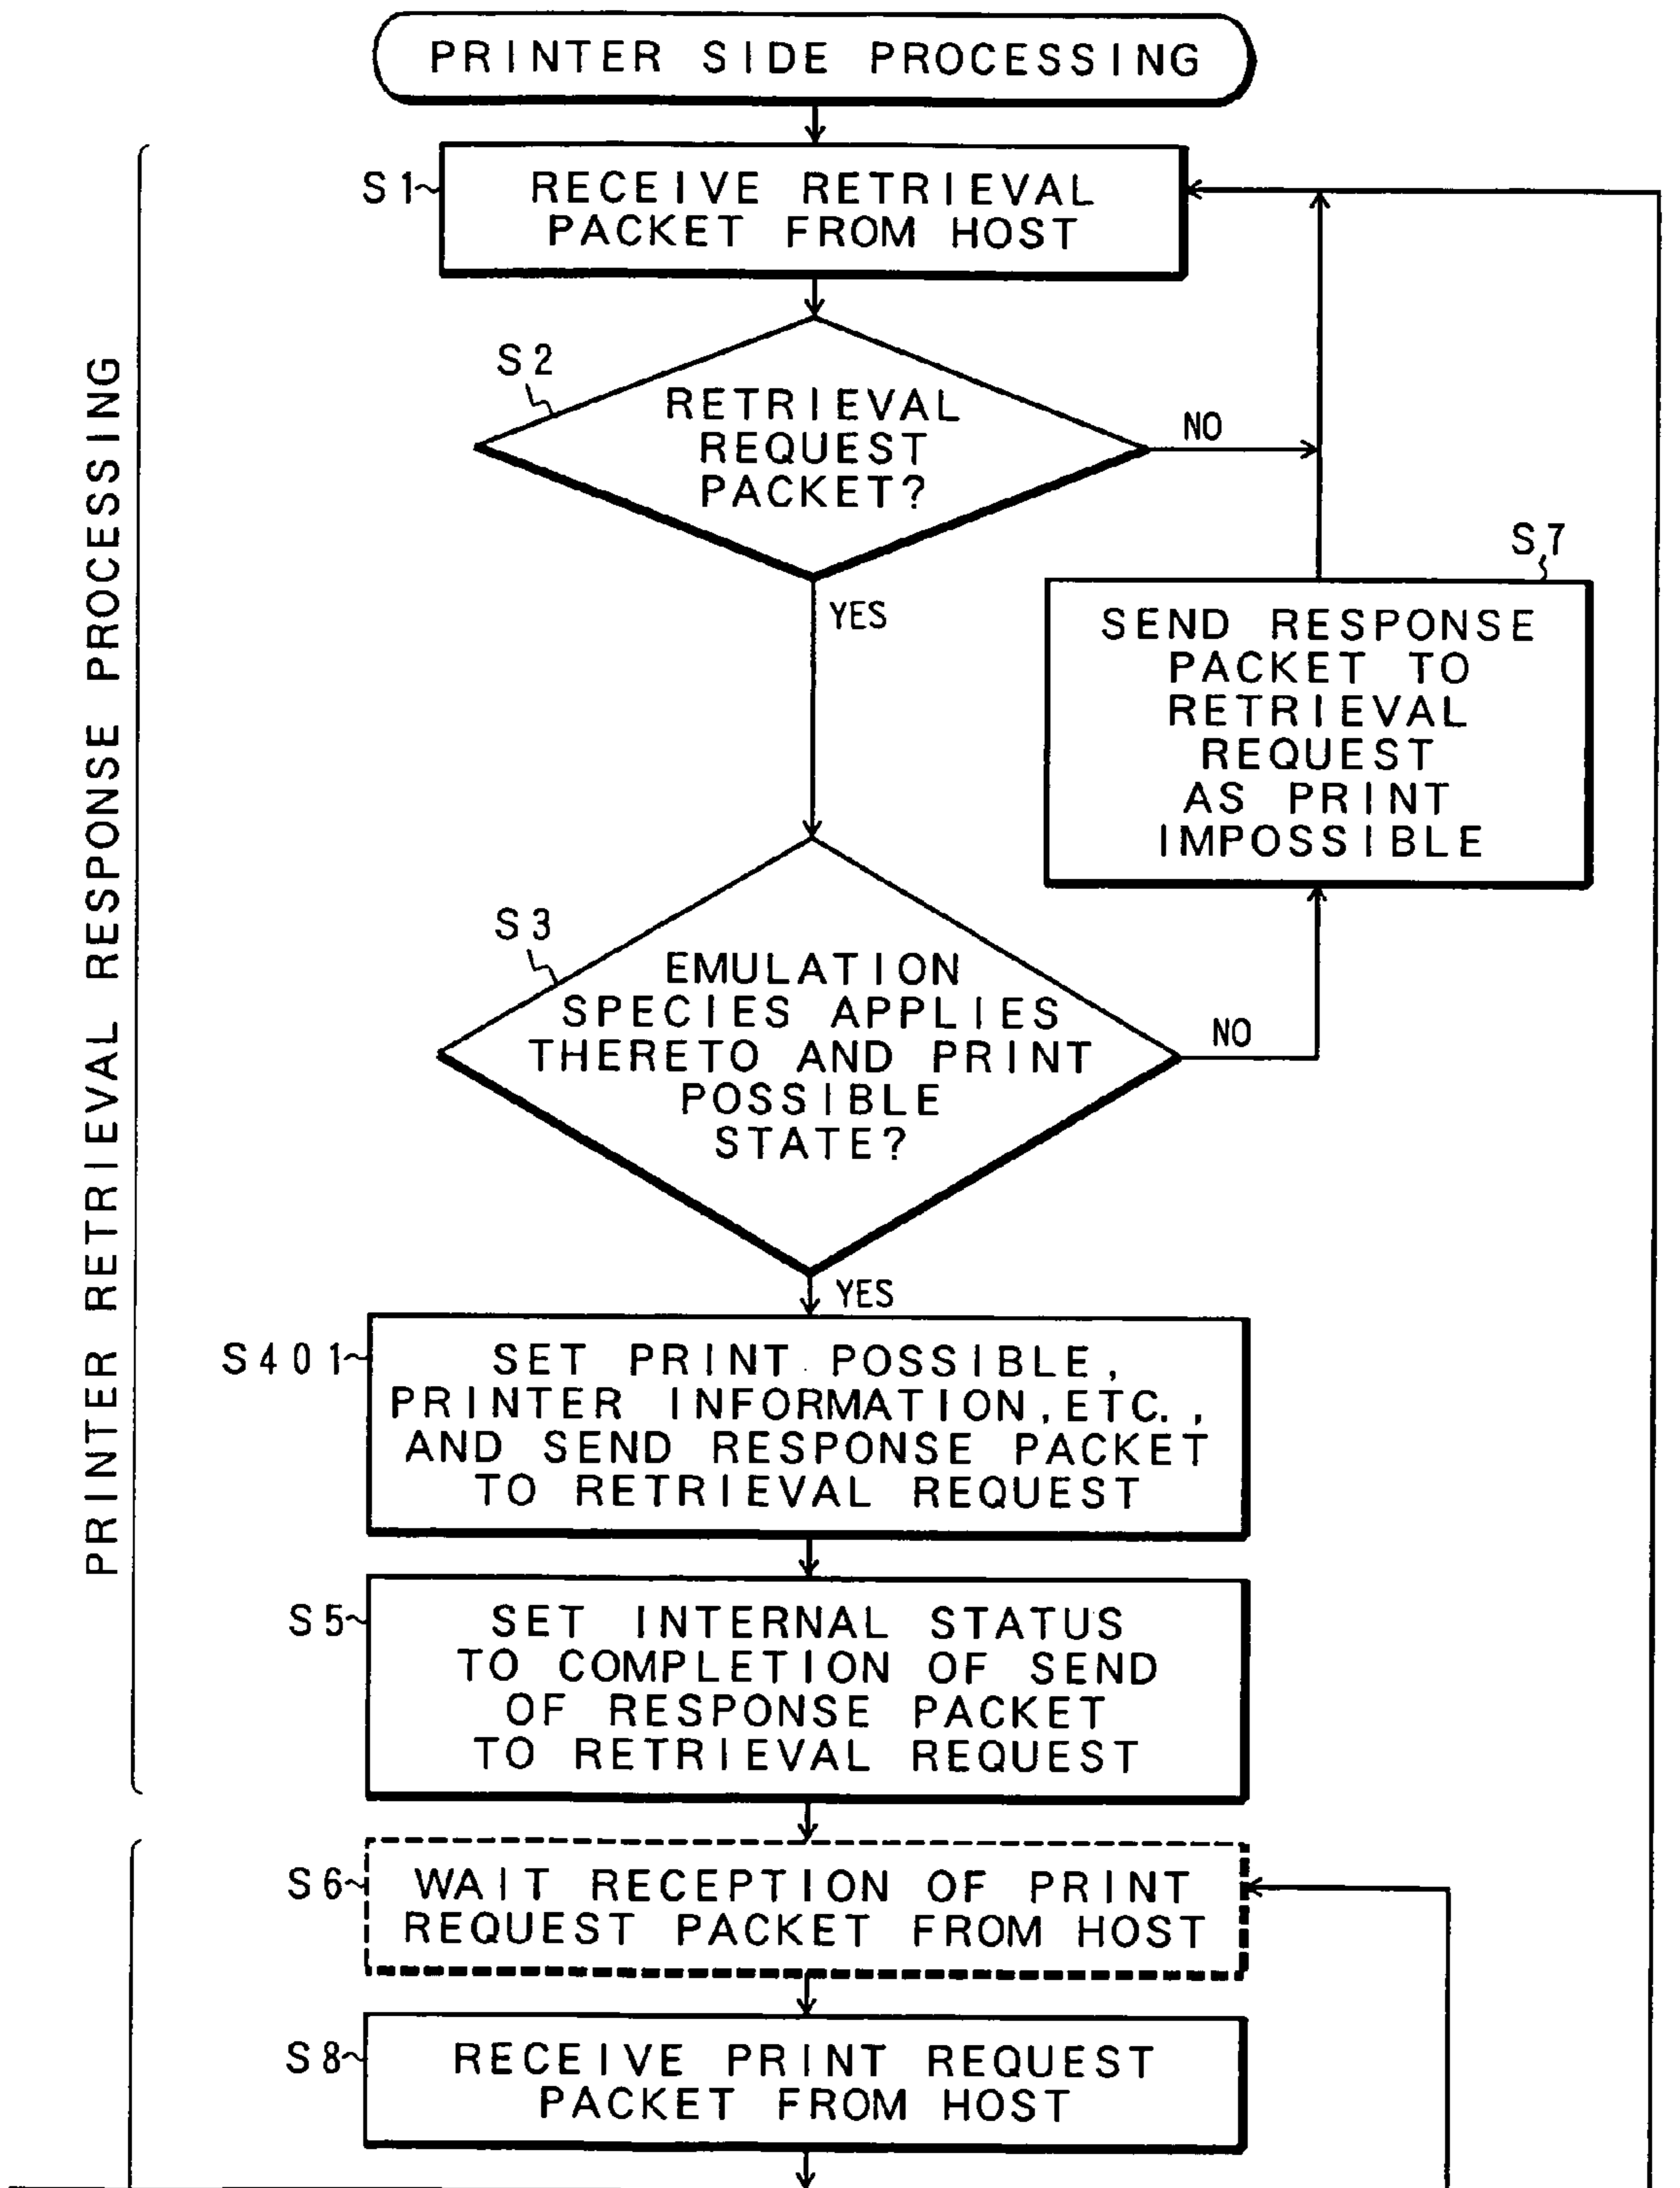 PRINTER SIDE PROCESSING
S1
RECEIVE RETRIEVAL
PACKET FROM HOST
S2
RETRIEVAL
REQUEST
PACKET?
NO
YES
S7
SEND RESPONSE
PACKET TO
RETRIEVAL
REQUEST
AS PRINT
IMPOSSIBLE
S3
EMULATION
SPECIES APPLIES
THERETO AND PRINT
POSSIBLE
STATE?
NO
YES
S401
SET PRINT POSSIBLE,
PRINTER INFORMATION, ETC.,
AND SEND RESPONSE PACKET
TO RETRIEVAL REQUEST
S5
SET INTERNAL STATUS
TO COMPLETION OF SEND
OF RESPONSE PACKET
TO RETRIEVAL REQUEST
PRINTER RETRIEVAL RESPONSE PROCESSING
S6
WAIT RECEPTION OF PRINT
REQUEST PACKET FROM HOST
S8
RECEIVE PRINT REQUEST
PACKET FROM HOST